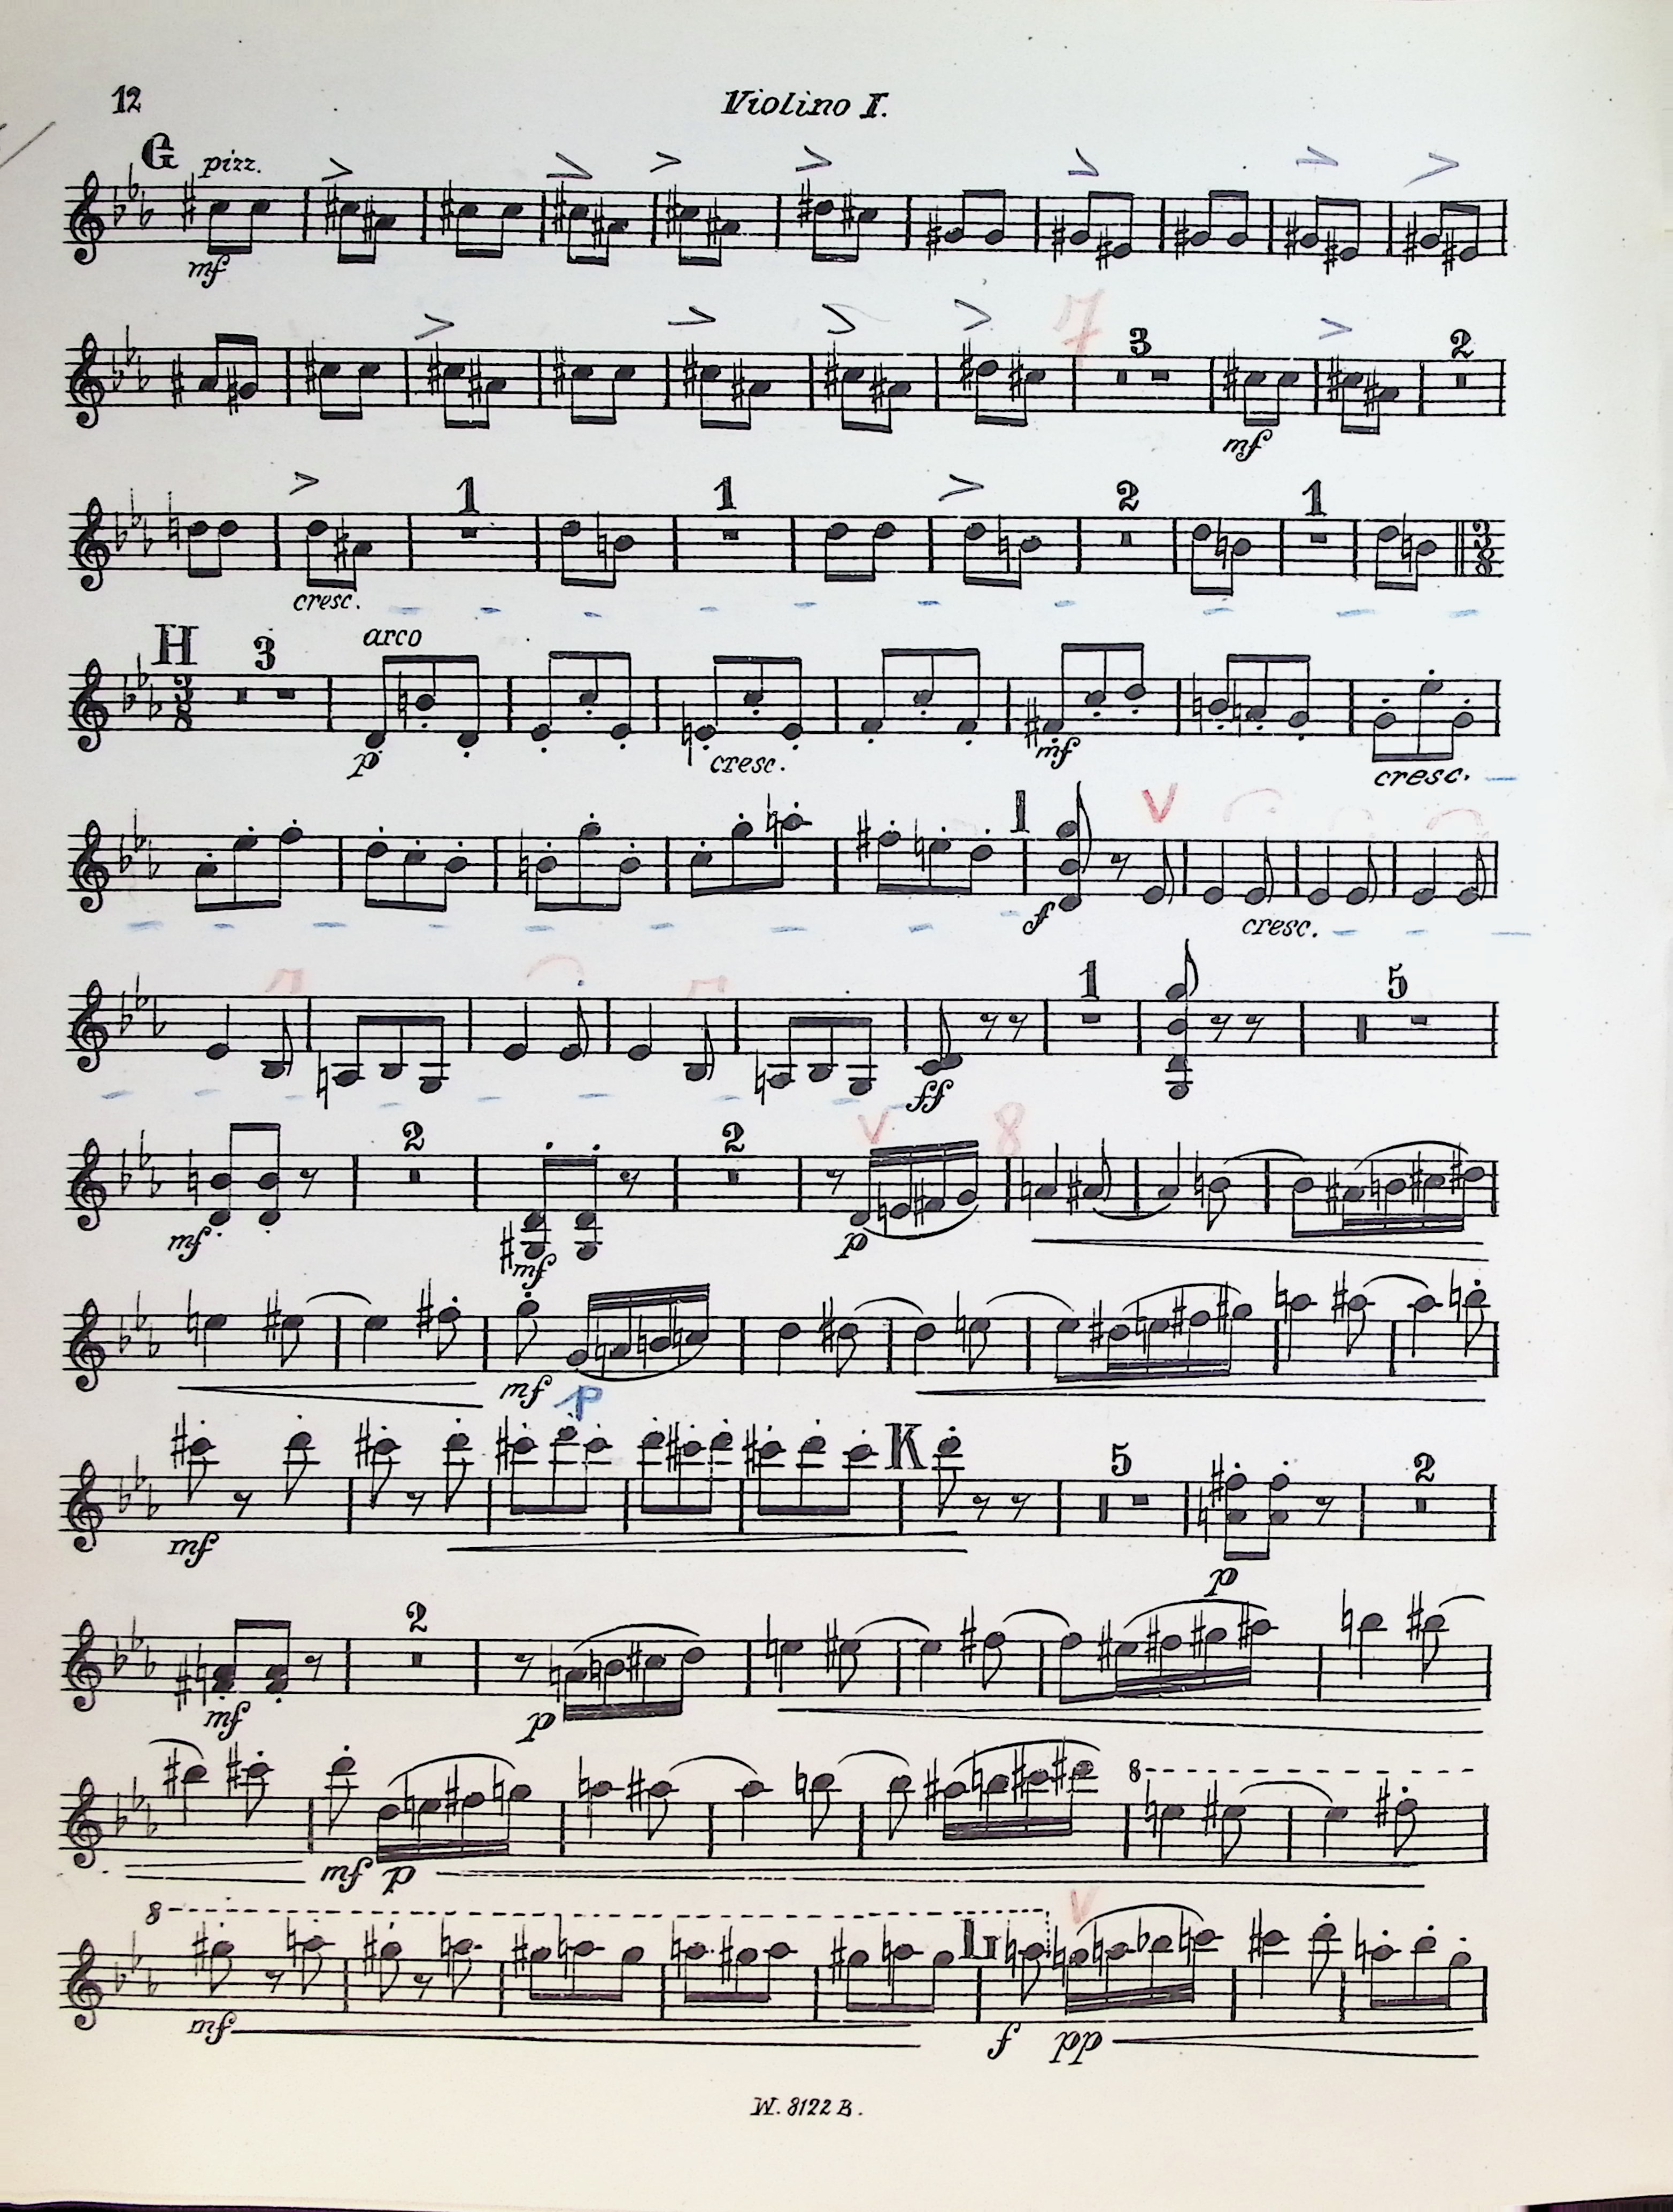 12
Violino I.
G pizz.
mf
7
3 2
mf
1 1 2 1
cresc.
H 3 arco
3
8
p cresc. mf cresc.
I
f cresc.
1 5
ff
2 2 8
mf mf p
mf p
K 5 2
mf p
2
mf p
8
mf p
8 L
mf f pp
W. 8122 B.